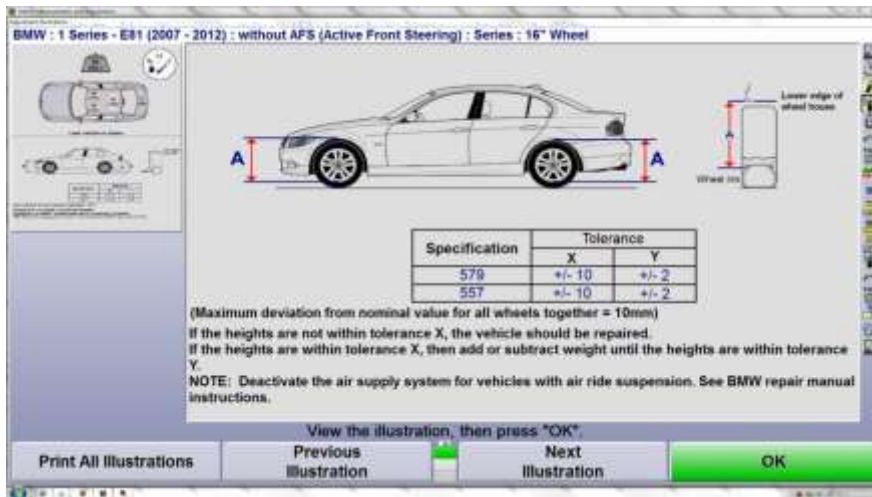 BMW : 1 Series - E81 (2007 - 2012) : without AFS (Active Front Steering) : Series : 16" Wheel
A
A
Lower edge of
wheel house
A
Wheel rim
Specification
Tolerance
X
Y
579
+/- 10
+/- 2
557
+/- 10
+/- 2
(Maximum deviation from nominal value for all wheels together = 10mm)
If the heights are not within tolerance X, the vehicle should be repaired.
If the heights are within tolerance X, then add or subtract weight until the heights are within tolerance
Y.
NOTE: Deactivate the air supply system for vehicles with air ride suspension. See BMW repair manual
instructions.
View the illustration, then press "OK".
Print All Illustrations
Previous
Illustration
Next
Illustration
OK